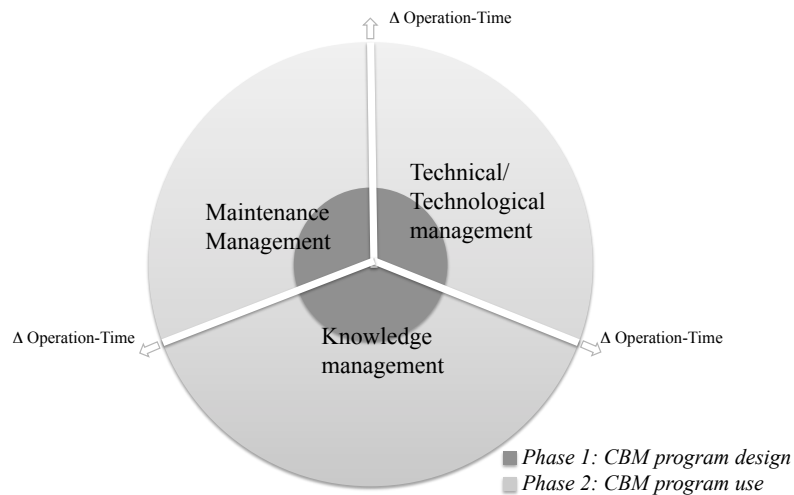 Δ Operation-Time
Technical/
Technological
management
Maintenance
Management
Δ Operation-Time
Δ Operation-Time
Knowledge
management
Phase 1: CBM program design
Phase 2: CBM program use